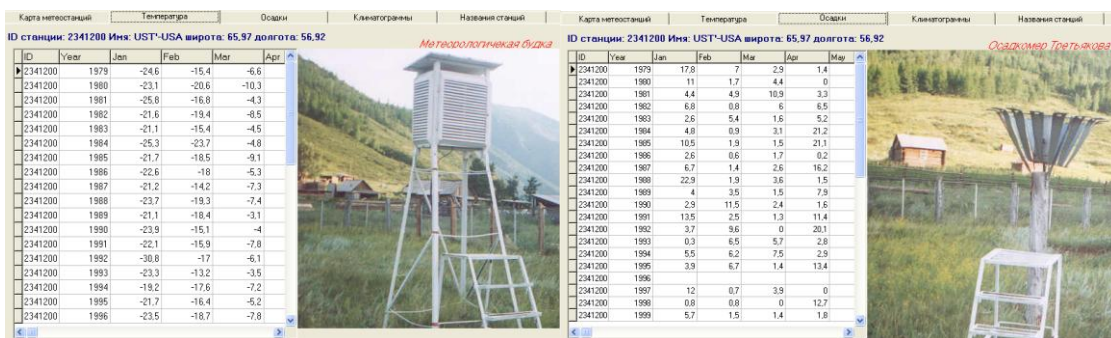 Карта метеостанций Температура Осадки Климатограммы Названия станций
ID станции: 2341200 Имя: UST'-USA широта: 65,97 долгота: 56,92
Метеорологичекая будка
ID Year Jan Feb Mar Apr
2341200 1979 -24,6 -15,4 -6,6
2341200 1980 -23,1 -20,6 -10,3
2341200 1981 -25,8 -16,8 -4,3
2341200 1982 -21,6 -19,4 -8,5
2341200 1983 -21,1 -15,4 -4,5
2341200 1984 -25,3 -23,7 -4,8
2341200 1985 -21,7 -18,5 -9,1
2341200 1986 -22,6 -18 -5,3
2341200 1987 -21,2 -14,2 -7,3
2341200 1988 -23,7 -19,3 -7,4
2341200 1989 -21,1 -18,4 -3,1
2341200 1990 -23,9 -15,1 -4
2341200 1991 -22,1 -15,9 -7,8
2341200 1992 -30,8 -17 -6,1
2341200 1993 -23,3 -13,2 -3,5
2341200 1994 -19,2 -17,6 -7,2
2341200 1995 -21,7 -16,4 -5,2
2341200 1996 -23,5 -18,7 -7,8
Карта метеостанций Температура Осадки Климатограммы Названия станций
ID станции: 2341200 Имя: UST'-USA широта: 65,97 долгота: 56,92
Осадкомер Третьякова
ID Year Jan Feb Mar Apr May
2341200 1979 17,8 7 2,9 1,4
2341200 1980 11 1,7 4,4 0
2341200 1981 4,4 4,9 10,9 3,3
2341200 1982 6,8 0,8 6 6,5
2341200 1983 2,6 5,4 1,6 5,2
2341200 1984 4,8 0,9 3,1 21,2
2341200 1985 10,5 1,9 1,5 21,1
2341200 1986 2,6 0,6 1,7 0,2
2341200 1987 6,7 1,4 2,6 16,2
2341200 1988 22,9 1,9 3,6 1,5
2341200 1989 4 3,5 1,5 7,9
2341200 1990 2,9 11,5 2,4 1,6
2341200 1991 13,5 2,5 1,3 11,4
2341200 1992 3,7 9,6 0 20,1
2341200 1993 0,3 6,5 5,7 2,8
2341200 1994 5,5 6,2 7,5 2,9
2341200 1995 3,9 6,7 1,4 13,4
2341200 1996
2341200 1997 12 0,7 3,9 0
2341200 1998 0,8 0,8 0 12,7
2341200 1999 5,7 1,5 1,4 1,8